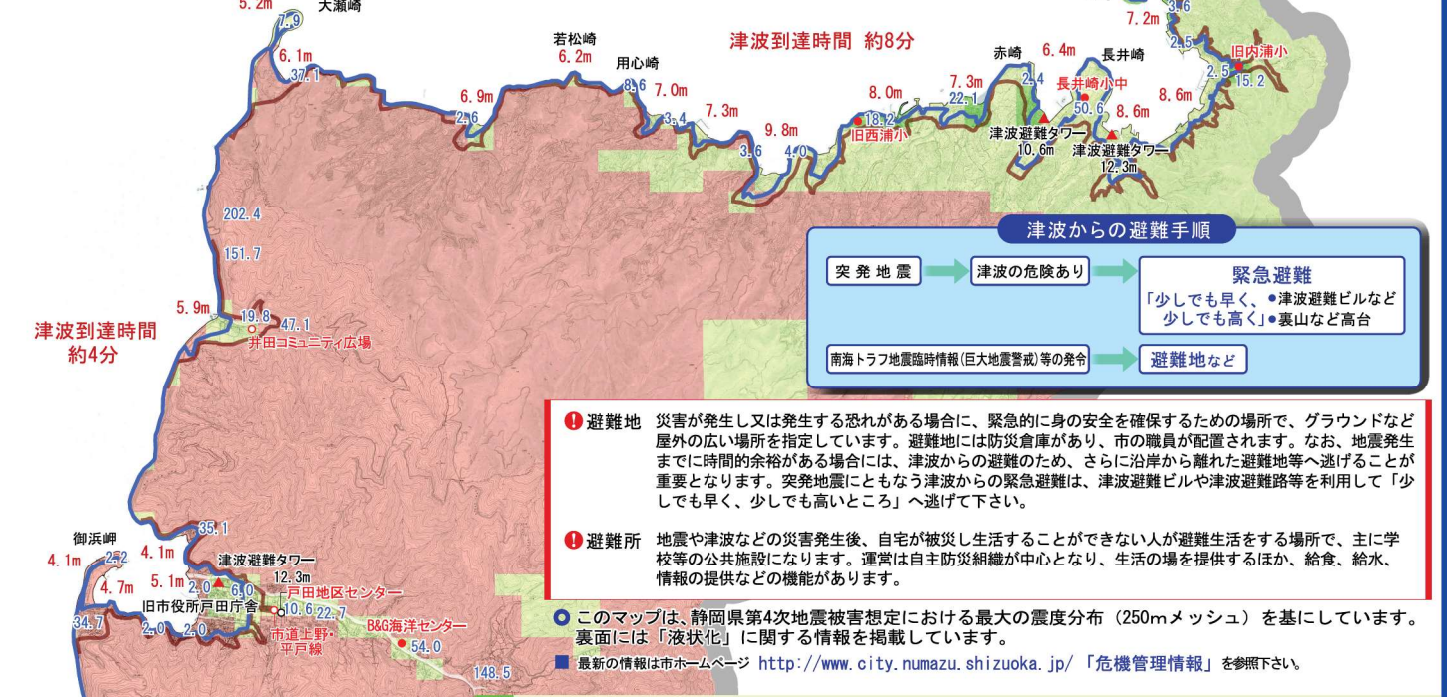 5.2m
大瀬崎
7.9
6.1m
37.1
若松崎
6.2m
用心崎
8.6
7.0m
6.9m
2.6
3.4
7.3m
津波到達時間 約8分
9.8m
3.6
4.0
8.0m
18.2
旧西浦小
7.3m
22.1
赤崎
2.4
6.4m
長井崎
長井崎小中
50.6
8.6m
津波避難タワー
10.6m
津波避難タワー
12.3m
8.6m
7.2m
3.6
2.5
旧内浦小
2.5
15.2
202.4
151.7
5.9m
19.8
47.1
井田コミュニティ広場
津波到達時間
約4分
津波からの避難手順
突発地震
津波の危険あり
緊急避難
「少しでも早く、
少しでも高く」
●津波避難ビルなど
●裏山など高台
南海トラフ地震臨時情報(巨大地震警戒)等の発令
避難地など
避難地 災害が発生し又は発生する恐れがある場合に、緊急的に身の安全を確保するための場所で、グラウンドなど
屋外の広い場所を指定しています。避難地には防災倉庫があり、市の職員が配置されます。なお、地震発生
までに時間的余裕がある場合には、津波からの避難のため、さらに沿岸から離れた避難地等へ逃げることが
重要となります。突発地震にともなう津波からの緊急避難は、津波避難ビルや津波避難路等を利用して「少
しでも早く、少しでも高いところ」へ逃げて下さい。
避難所 地震や津波などの災害発生後、自宅が被災し生活することができない人が避難生活をする場所で、主に学
校等の公共施設になります。運営は自主防災組織が中心となり、生活の場を提供するほか、給食、給水、
情報の提供などの機能があります。
このマップは、静岡県第4次地震被害想定における最大の震度分布（250mメッシュ）を基にしています。
裏面には「液状化」に関する情報を掲載しています。
■ 最新の情報は市ホームページ http://www.city.numazu.shizuoka.jp/ 「危機管理情報」を参照下さい。
35.1
御浜岬
4.1m
2.2
4.1m
4.7m
5.1m
2.0
津波避難タワー
12.3m
6.0
旧市役所戸田庁舎
戸田地区センター
10.6
22.7
34.7
2.0
2.0
市道上野・
平戸線
B&G海洋センター
54.0
148.5